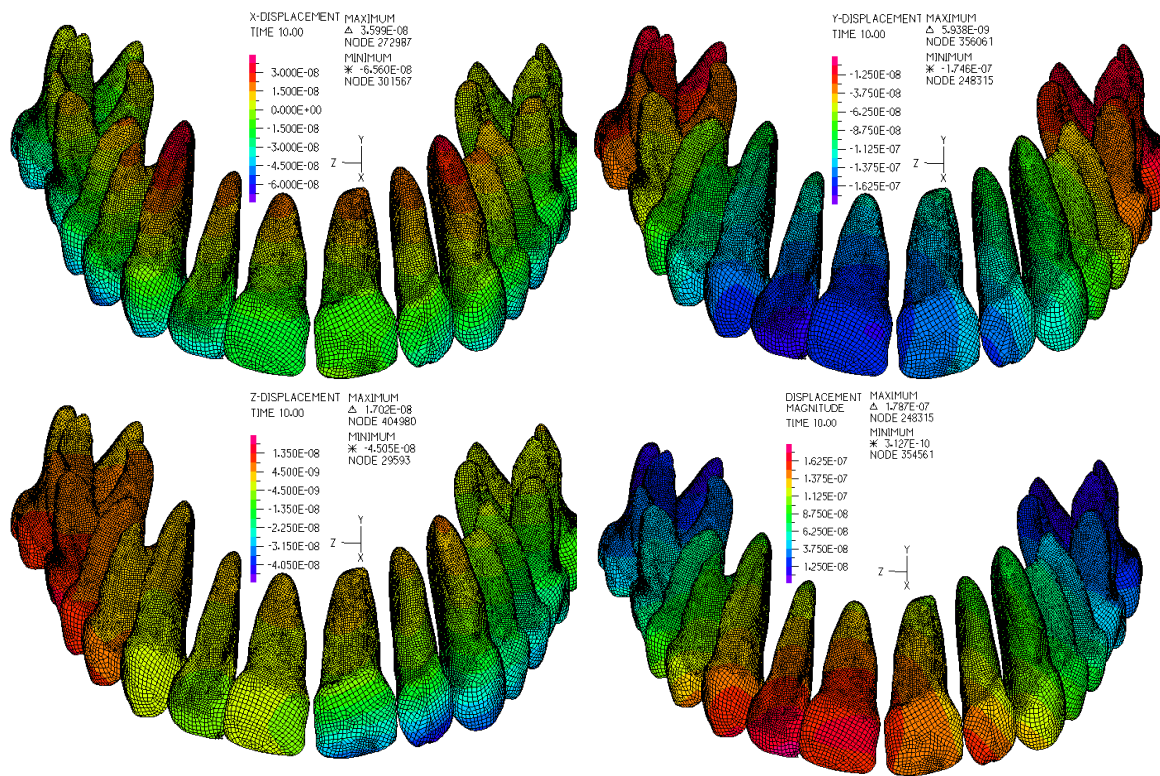 X-DISPLACEMENT
TIME 10.00
MAXIMUM
△ 3.599E-08
NODE 272987
MINIMUM
* -6.560E-08
NODE 301567
3.000E-08
1.500E-08
0.000E+00
-1.500E-08
-3.000E-08
-4.500E-08
-6.000E-08
Y
Z
X
Y-DISPLACEMENT
TIME 10.00
MAXIMUM
△ 5.938E-09
NODE 356061
MINIMUM
* -1.746E-07
NODE 248315
-1.250E-08
-3.750E-08
-6.250E-08
-8.750E-08
-1.125E-07
-1.375E-07
-1.625E-07
Y
Z
X
Z-DISPLACEMENT
TIME 10.00
MAXIMUM
△ 1.702E-08
NODE 404980
MINIMUM
* -4.505E-08
NODE 29593
1.350E-08
4.500E-09
-4.500E-09
-1.350E-08
-2.250E-08
-3.150E-08
-4.050E-08
Y
Z
X
DISPLACEMENT
MAGNITUDE
TIME 10.00
MAXIMUM
△ 1.787E-07
NODE 248315
MINIMUM
* 3.127E-10
NODE 354561
1.625E-07
1.375E-07
1.125E-07
8.750E-08
6.250E-08
3.750E-08
1.250E-08
Y
Z
X